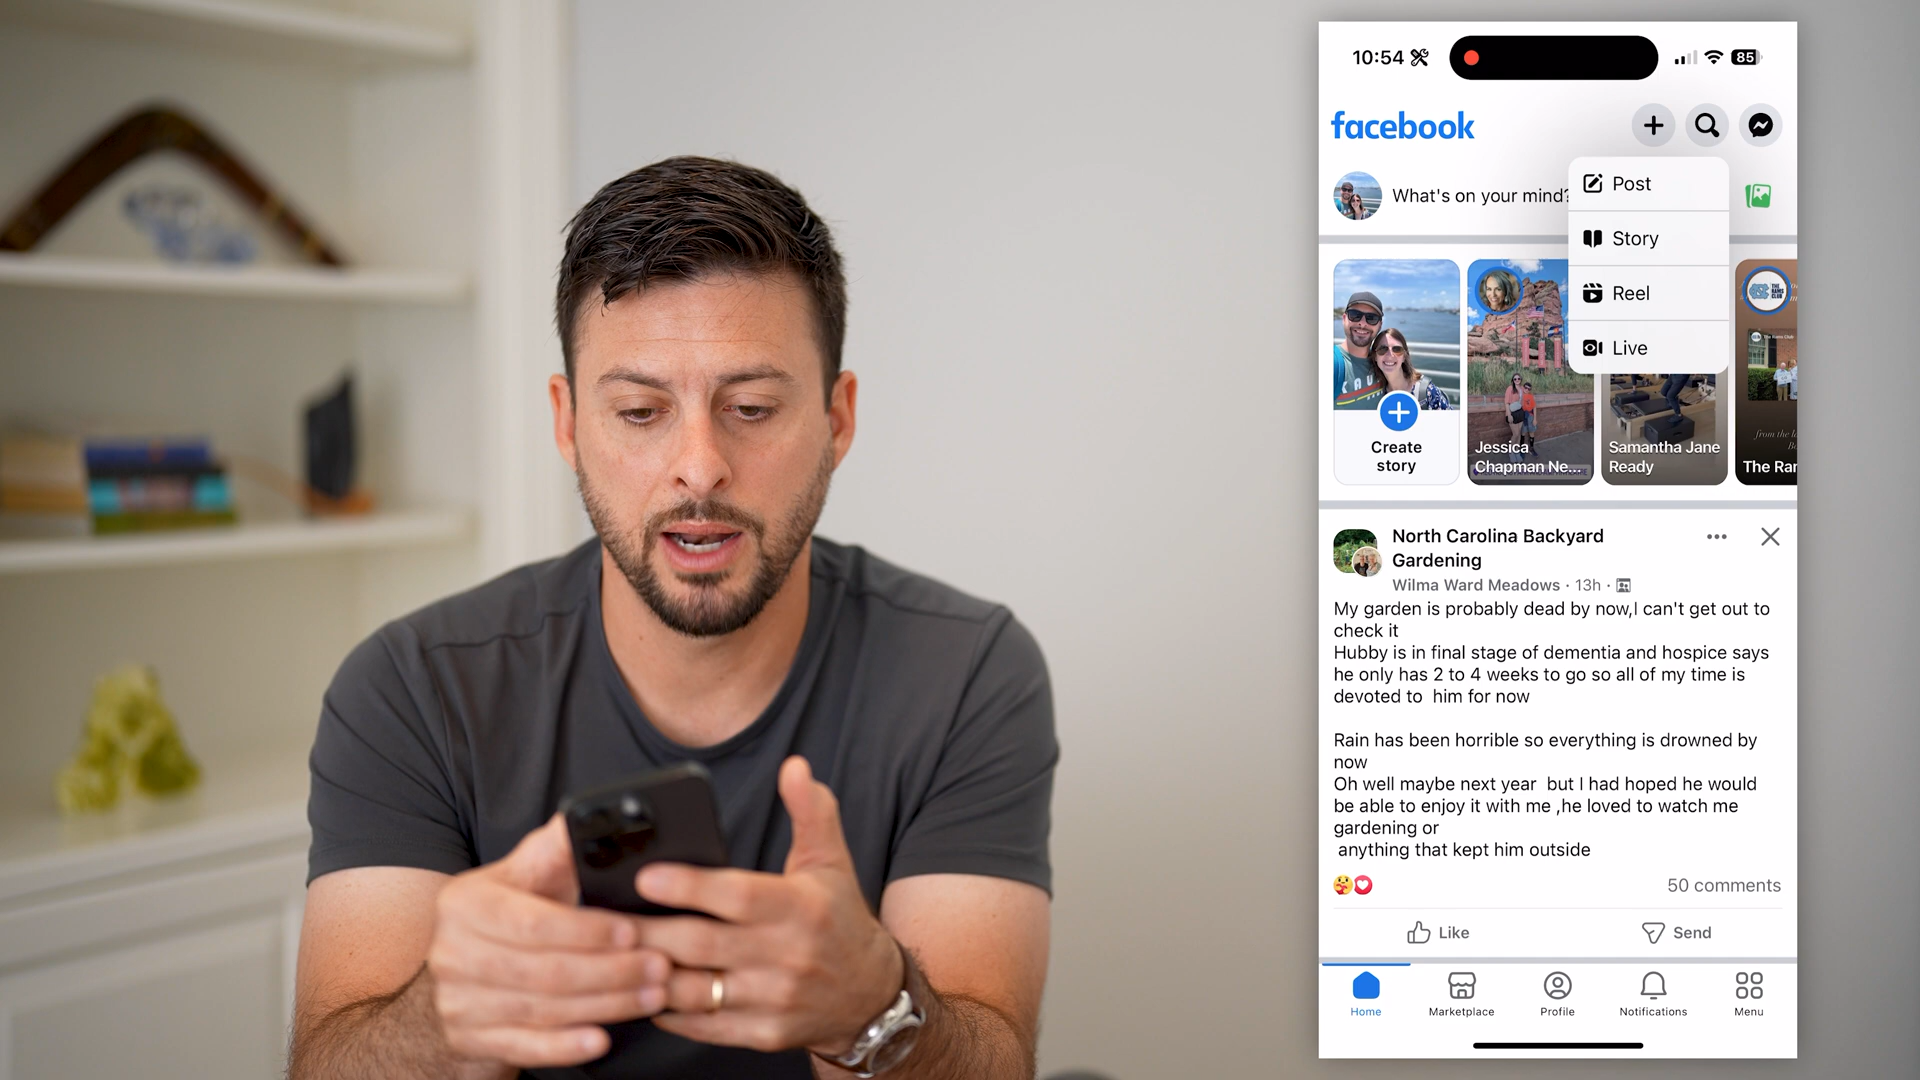 10:54
85
facebook
What's on your mind?
Post
Story
Reel
Live
Create
story
Jessica
Chapman Ne...
Samantha Jane
Ready
The Rar
North Carolina Backyard
Gardening
Wilma Ward Meadows · 13h ·
My garden is probably dead by now,I can't get out to
check it
Hubby is in final stage of dementia and hospice says
he only has 2 to 4 weeks to go so all of my time is
devoted to  him for now
Rain has been horrible so everything is drowned by
now
Oh well maybe next year  but I had hoped he would
be able to enjoy it with me ,he loved to watch me
gardening or
anything that kept him outside
50 comments
Like
Send
Home
Marketplace
Profile
Notifications
Menu